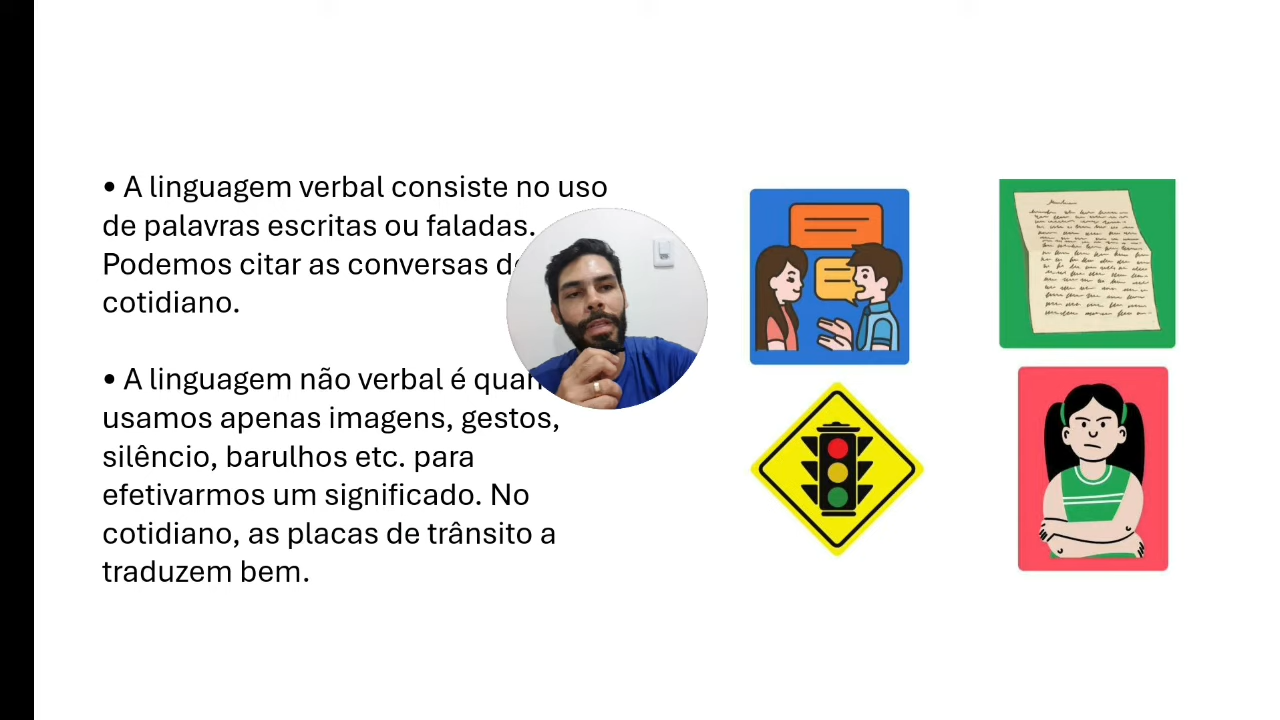 • A linguagem verbal consiste no uso
de palavras escritas ou faladas.
Podemos citar as conversas
cotidiano.
• A linguagem não verbal é
usamos apenas imagens, gestos,
silêncio, barulhos etc. para
efetivarmos um significado. No
cotidiano, as placas de trânsito a
traduzem bem.